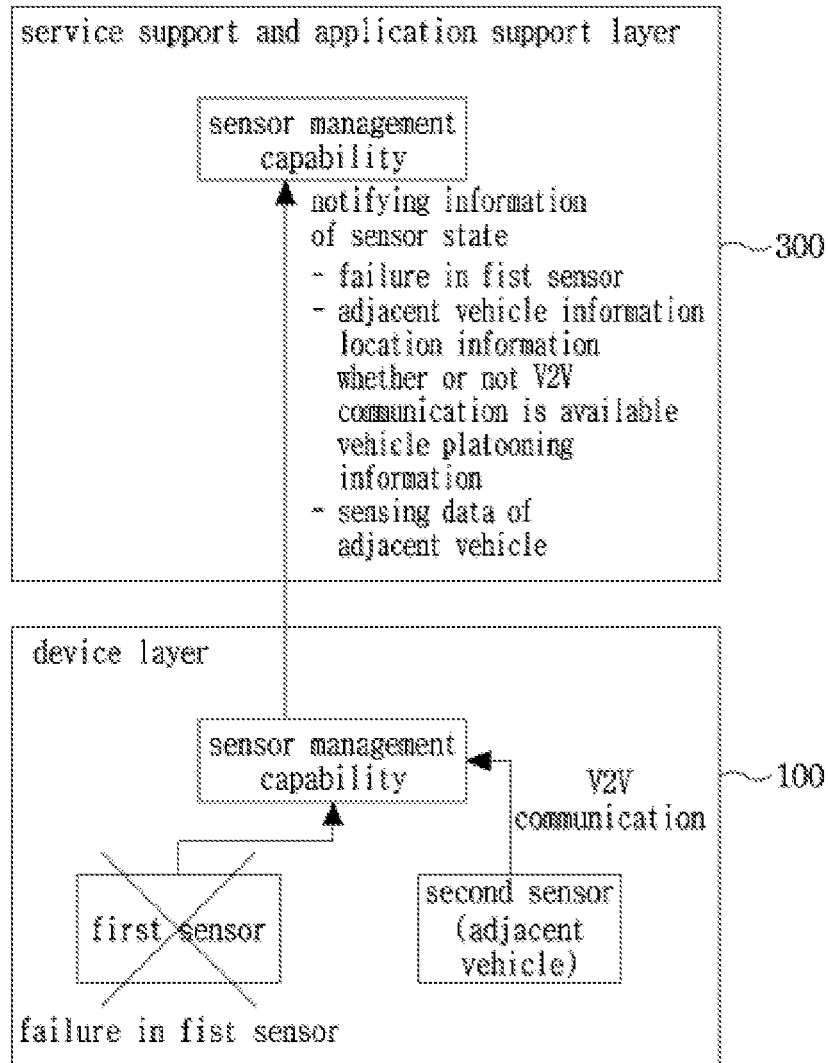 service support and application support layer
sensor management
capability
notifying information
of sensor state
- failure in fist sensor
- adjacent vehicle information
location information
whether or not V2V
communication is available
vehicle platooning
information
- sensing data of
adjacent vehicle
300
device layer
sensor management
capability
V2V
communication
100
first sensor
second sensor
(adjacent
vehicle)
failure in fist sensor